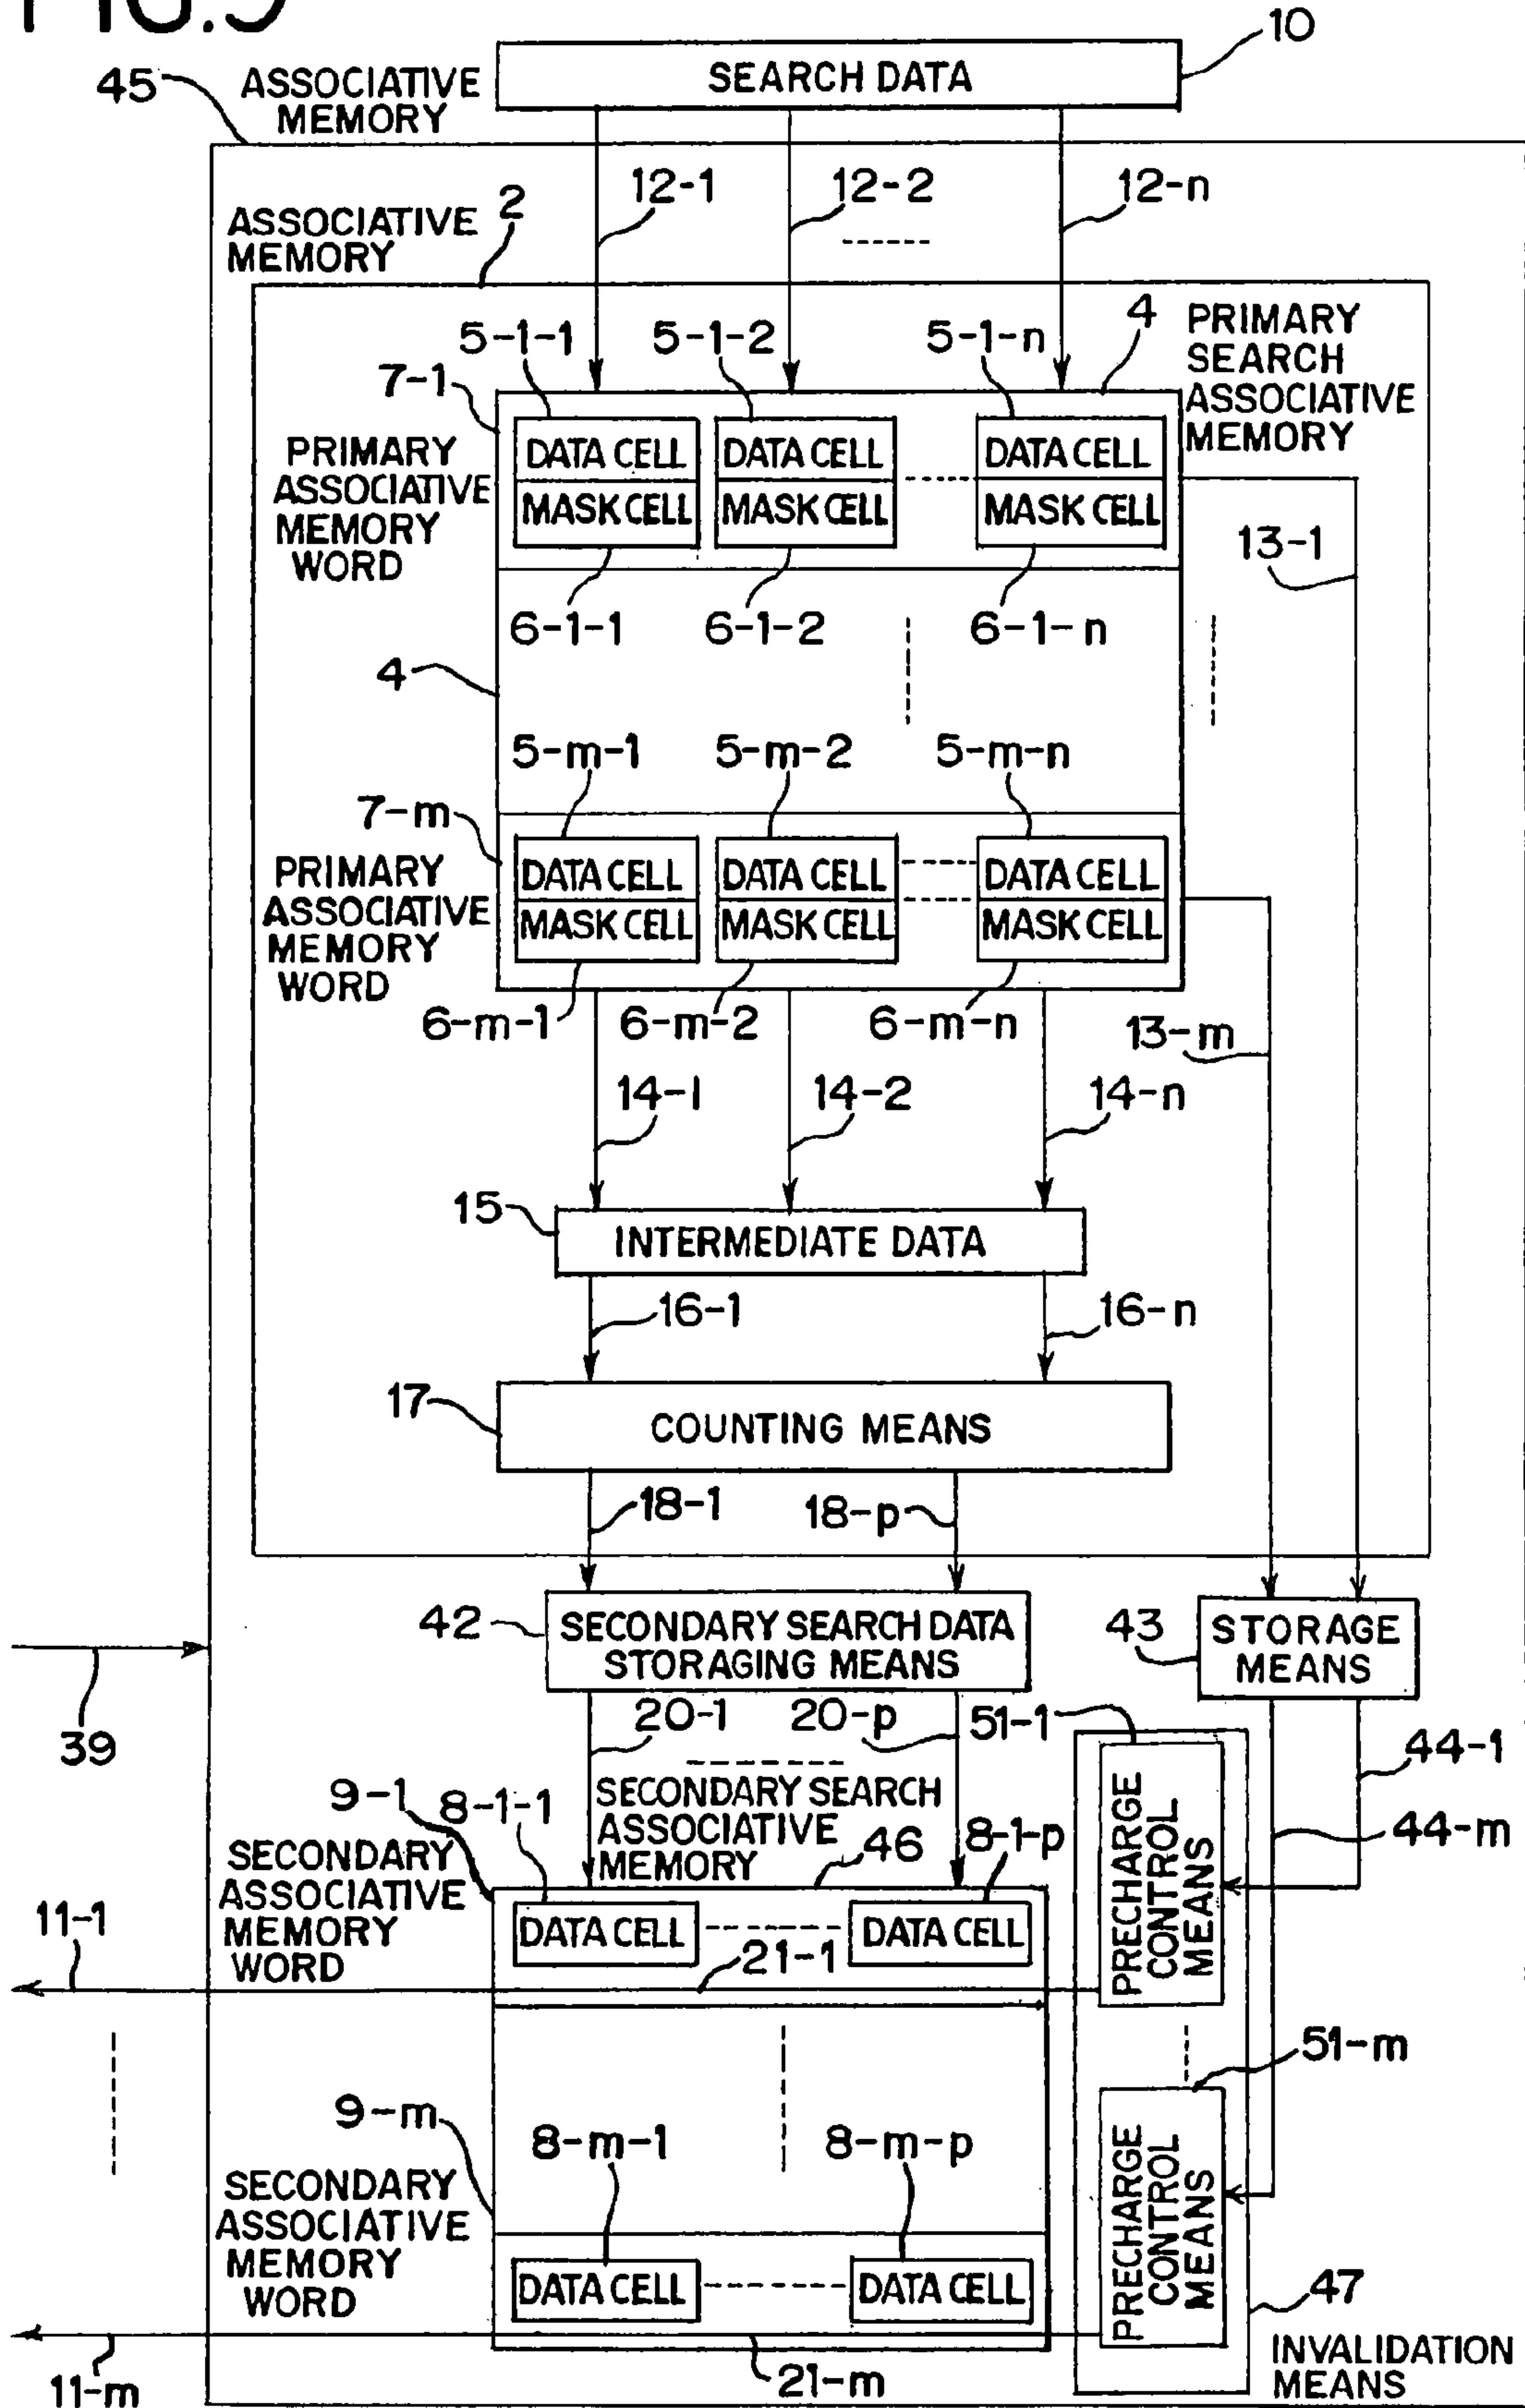 FIG.9
10
SEARCH DATA
45
ASSOCIATIVE
MEMORY
12-1
12-2
12-n
ASSOCIATIVE
MEMORY
2
5-1-1
5-1-2
5-1-n
4
PRIMARY
SEARCH
ASSOCIATIVE
MEMORY
7-1
PRIMARY
ASSOCIATIVE
MEMORY
WORD
DATA CELL
DATA CELL
DATA CELL
MASK CELL
MASK CELL
MASK CELL
13-1
6-1-1
6-1-2
6-1-n
4
5-m-1
5-m-2
5-m-n
7-m
PRIMARY
ASSOCIATIVE
MEMORY
WORD
DATA CELL
DATA CELL
DATA CELL
MASK CELL
MASK CELL
MASK CELL
6-m-1
6-m-2
6-m-n
13-m
14-1
14-2
14-n
15
INTERMEDIATE DATA
16-1
16-n
17
COUNTING MEANS
18-1
18-p
42
SECONDARY SEARCH DATA
STORAGING MEANS
43
STORAGE
MEANS
39
20-1
20-p
51-1
44-1
44-m
SECONDARY SEARCH
ASSOCIATIVE
MEMORY
46
9-1
8-1-1
8-1-p
SECONDARY
ASSOCIATIVE
MEMORY
WORD
DATA CELL
DATA CELL
PRECHARGE
CONTROL
MEANS
11-1
21-1
51-m
9-m
8-m-1
8-m-p
SECONDARY
ASSOCIATIVE
MEMORY
WORD
DATA CELL
DATA CELL
PRECHARGE
CONTROL
MEANS
47
INVALIDATION
MEANS
11-m
21-m